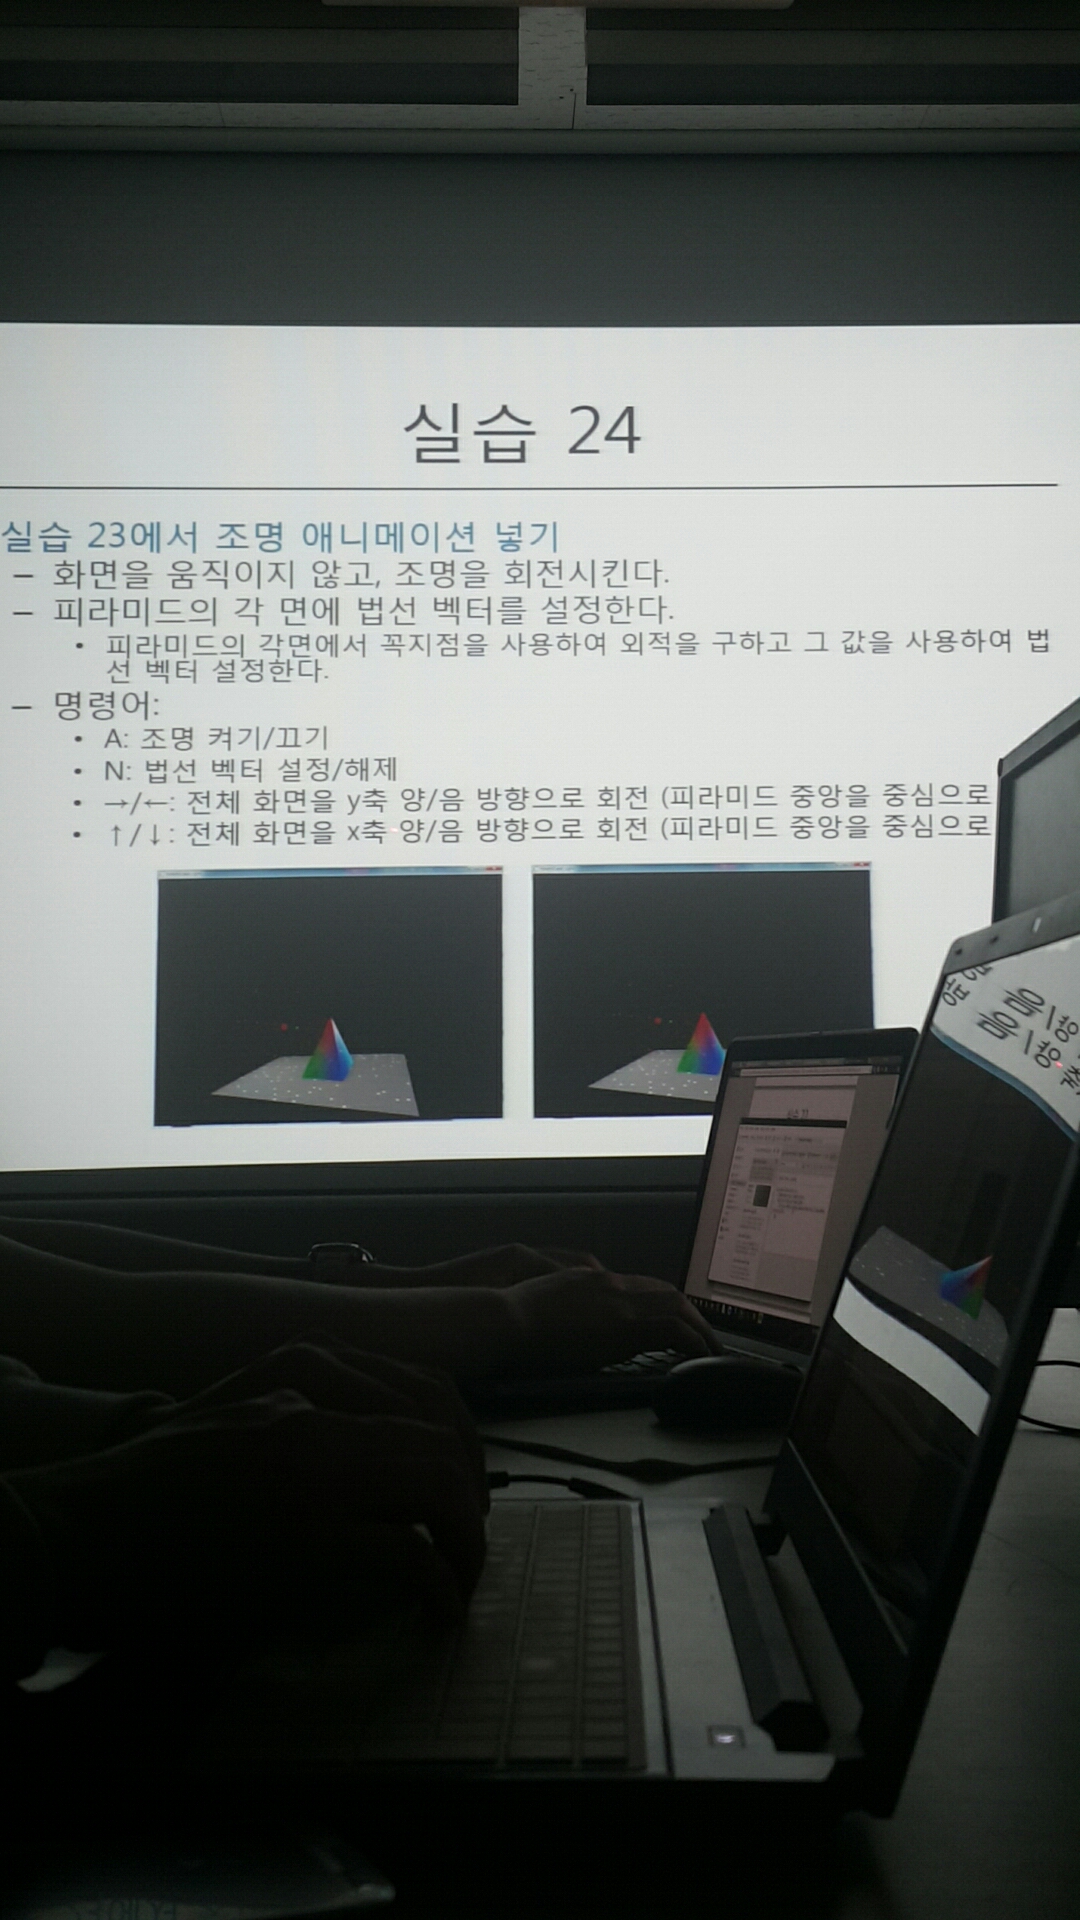 실습 24
실습 23에서 조명 애니메이션 넣기
– 화면을 움직이지 않고, 조명을 회전시킨다.
– 피라미드의 각 면에 법선 벡터를 설정한다.
• 피라미드의 각면에서 꼭지점을 사용하여 외적을 구하고 그 값을 사용하여 법
선 벡터 설정한다.
– 명령어:
• A: 조명 켜기/끄기
• N: 법선 벡터 설정/해제
• →/←: 전체 화면을 y축 양/음 방향으로 회전 (피라미드 중앙을 중심으로
• ↑/↓: 전체 화면을 x축 양/음 방향으로 회전 (피라미드 중앙을 중심으로